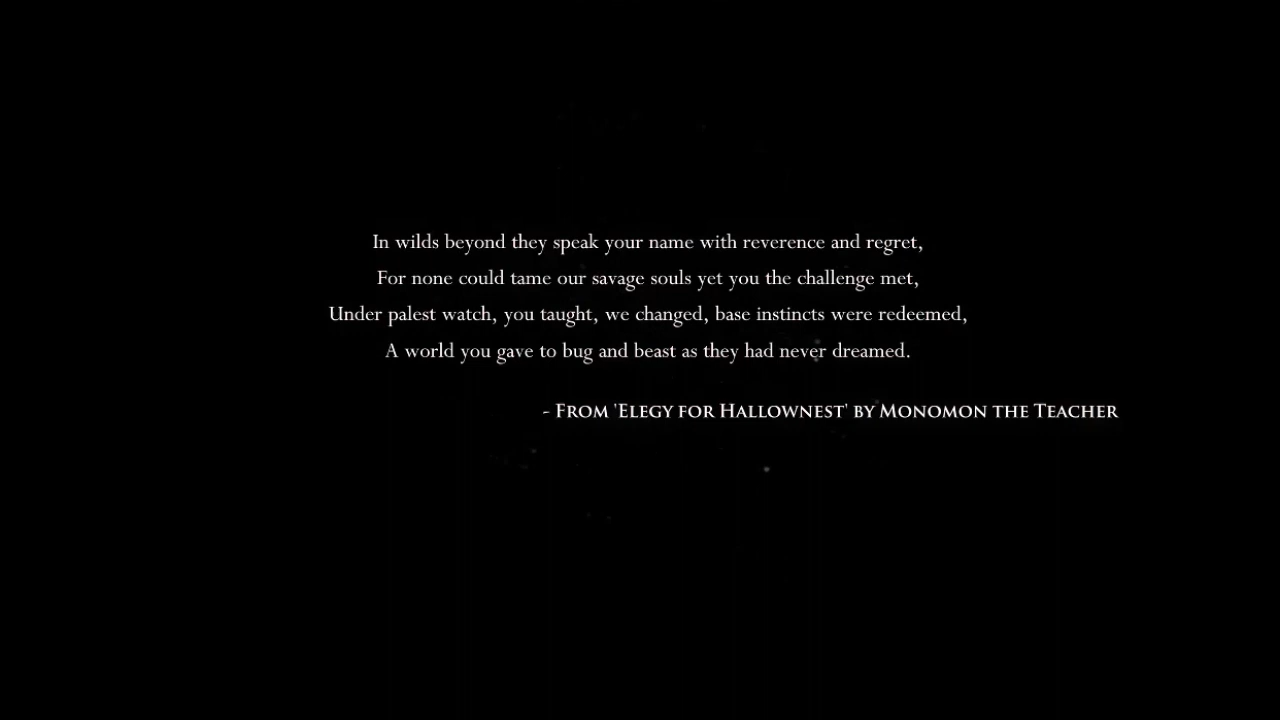 In wilds beyond they speak your name with reverence and regret,
For none could tame our savage souls yet you the challenge met,
Under palest watch, you taught, we changed, base instincts were redeemed,
A world you gave to bug and beast as they had never dreamed.
- From 'Elegy for Hallownest' by Monomon the Teacher